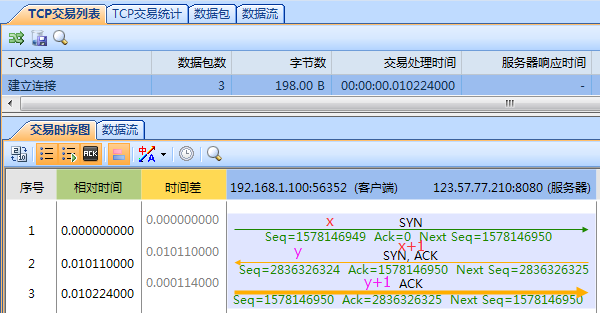 TCP交易列表 TCP交易统计 数据包 数据流
TCP交易 数据包数 字节数 交易处理时间 服务器响应时间
建立连接 3 198.00 B 00:00:00.010224000 -
交易时序图 数据流
ACK
序号 相对时间 时间差 192.168.1.100:56352 (客户端) 123.57.77.210:8080 (服务器)
1 0.000000000 0.000000000 x SYN
Seq=1578146949 Ack=0 Next Seq=1578146950
2 0.010110000 0.010110000 y x+1 SYN, ACK
Seq=2836326324 Ack=1578146950 Next Seq=2836326325
3 0.010224000 0.000114000 y+1 ACK
Seq=1578146950 Ack=2836326325 Next Seq=1578146950